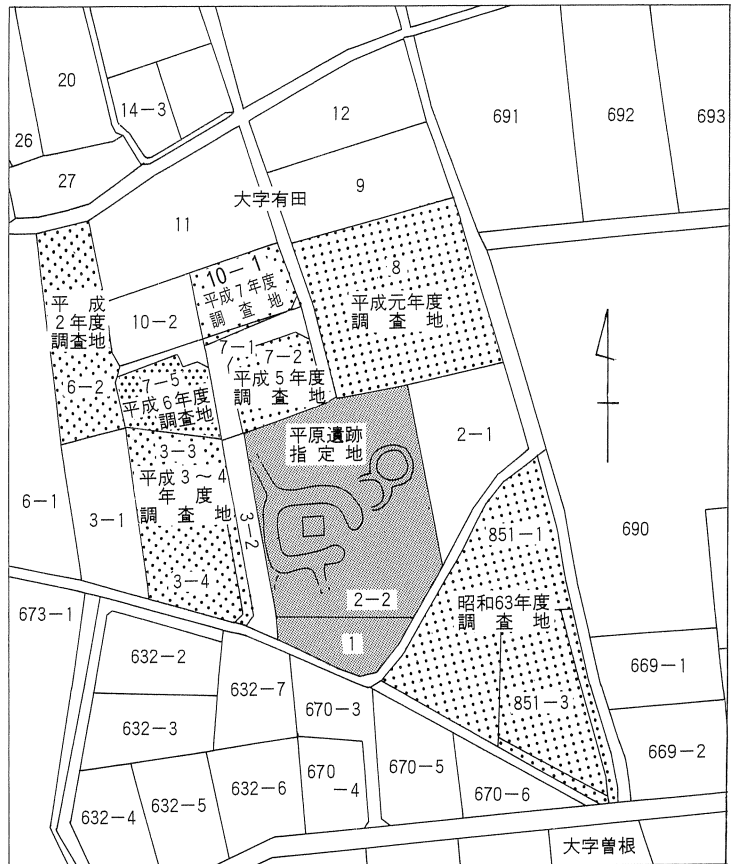 20
14-3
26
27
12
691
692
693
大字有田
9
11
10-1
平成7年度
調査地
8
平成元年度
調査地
平成
2年度
調査地
6-2
10-2
7-1
7-2
平成5年度
調査地
7-5
平成6年度
調査地
平原遺跡
指定地
2-1
3-3
平成3〜4
年度
調査地
3-4
6-1
3-1
3-2
2-2
1
851-1
690
昭和63年度
調査地
851-3
673-1
632-2
632-7
632-3
670-3
669-1
669-2
632-4
632-5
632-6
670
-4
670-5
670-6
大字曽根